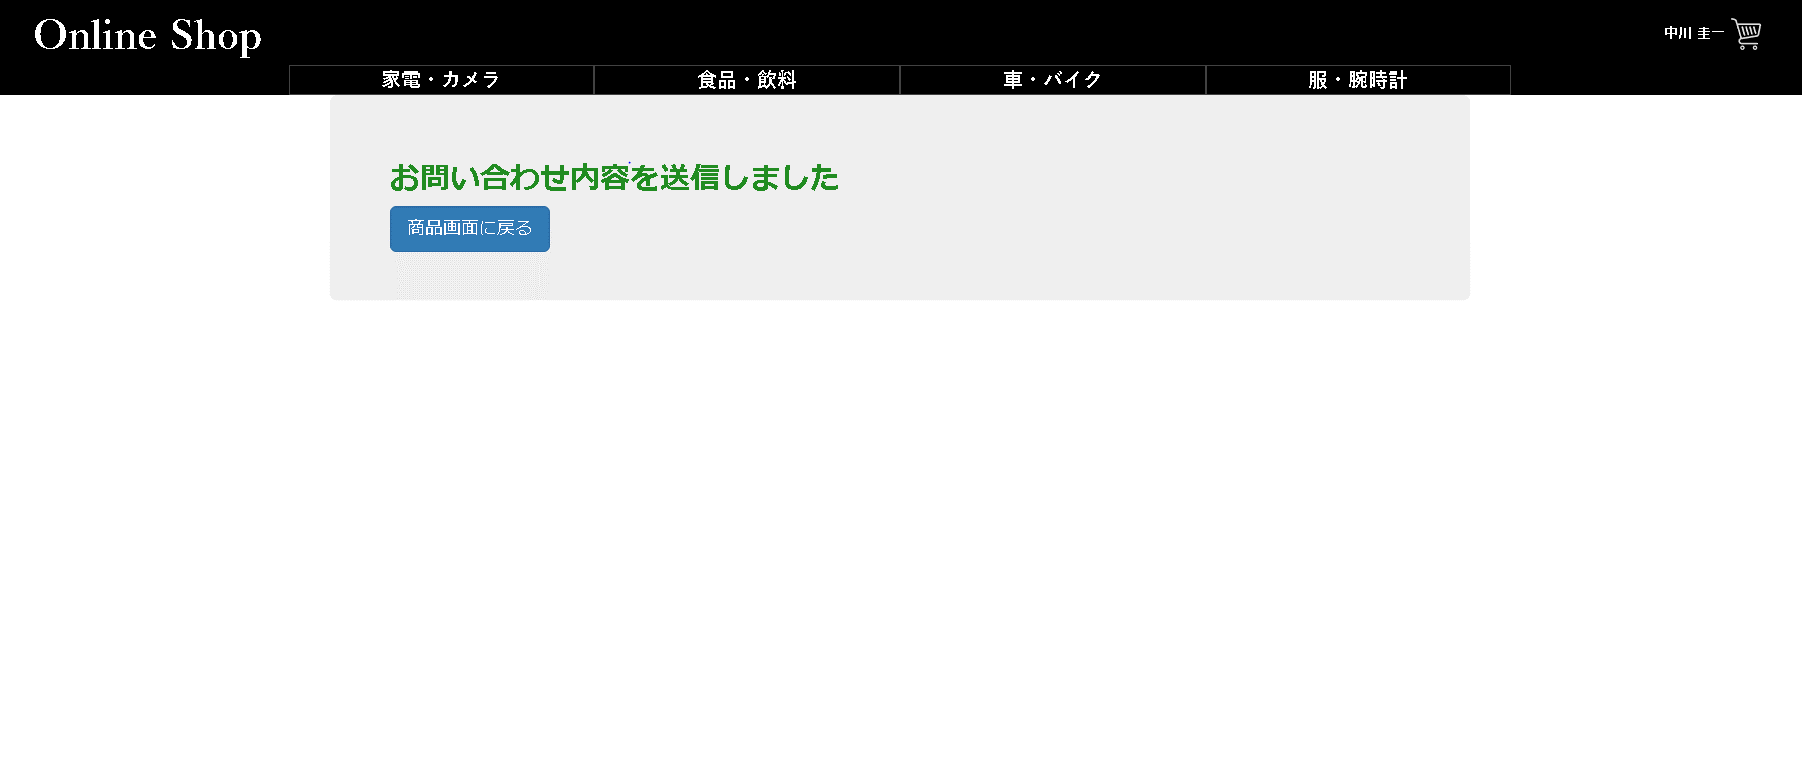 Online Shop
中川 圭一
家電・カメラ
食品・飲料
車・バイク
服・腕時計
お問い合わせ内容を送信しました
商品画面に戻る